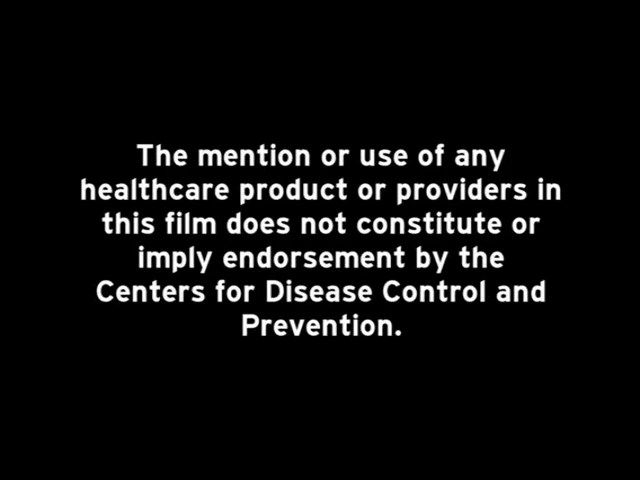 The mention or use of any
healthcare product or providers in
this film does not constitute or
imply endorsement by the
Centers for Disease Control and
Prevention.